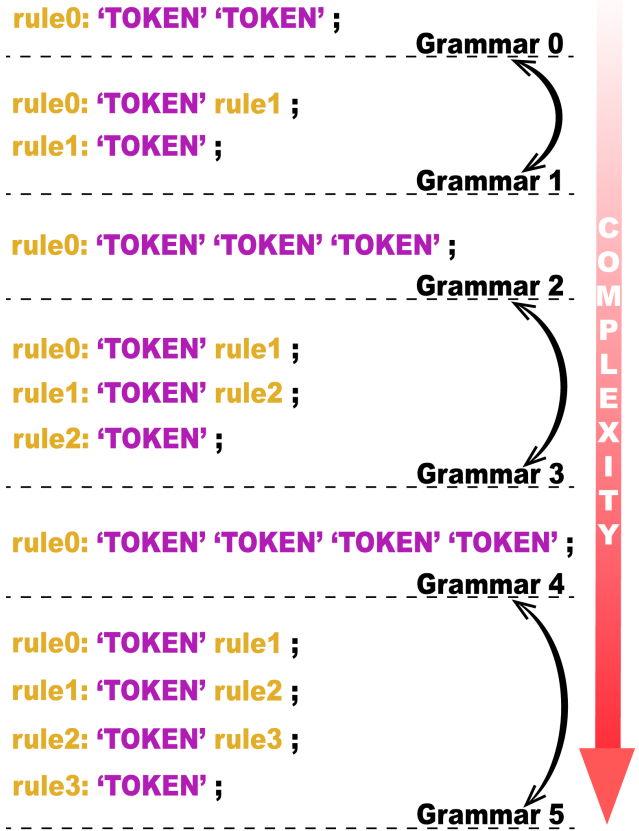 rule0: ‘TOKEN’ ‘TOKEN’ ;
Grammar 0
rule0: ‘TOKEN’ rule1 ;
rule1: ‘TOKEN’ ;
Grammar 1
rule0: ‘TOKEN’ ‘TOKEN’ ‘TOKEN’ ;
Grammar 2
rule0: ‘TOKEN’ rule1 ;
rule1: ‘TOKEN’ rule2 ;
rule2: ‘TOKEN’ ;
Grammar 3
rule0: ‘TOKEN’ ‘TOKEN’ ‘TOKEN’ ‘TOKEN’ ;
Grammar 4
rule0: ‘TOKEN’ rule1 ;
rule1: ‘TOKEN’ rule2 ;
rule2: ‘TOKEN’ rule3 ;
rule3: ‘TOKEN’ ;
Grammar 5
COMPLEXITY